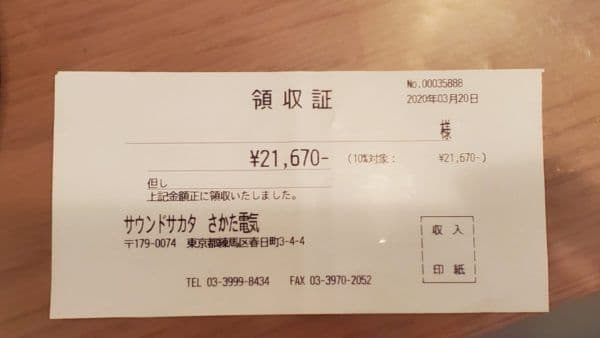 No.00035888
領収証
2020年03月20日
様
¥21,670-
(10%対象: ¥21,670-)
但し
上記金額正に領収いたしました。
サウンドサカタ さかた電気
〒179-0074 東京都練馬区春日町3-4-4
収入
印紙
TEL 03-3999-8434 FAX 03-3970-2052